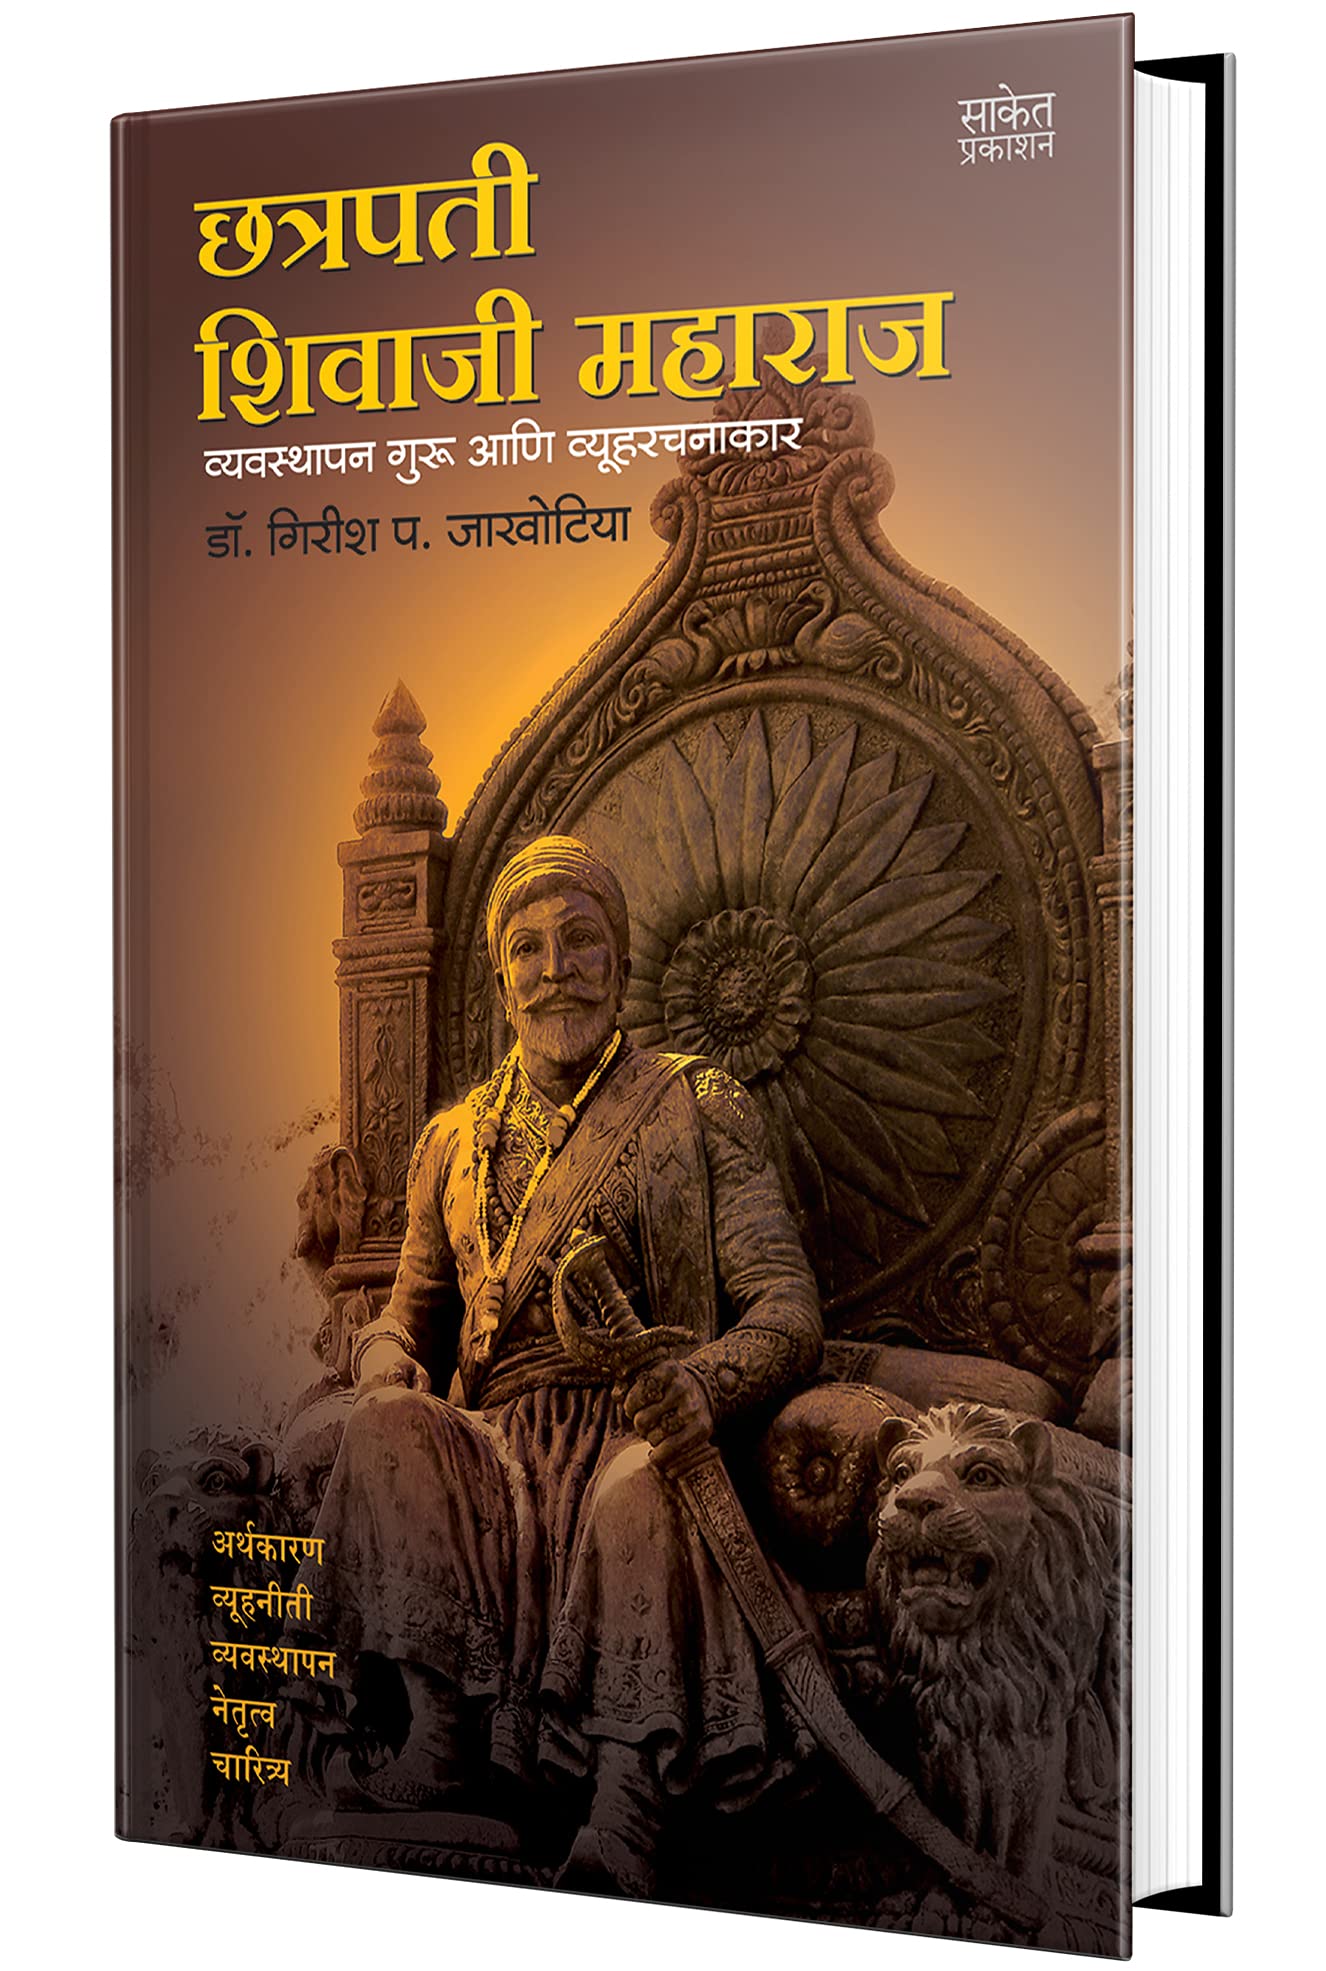 साकेत
प्रकाशन
छत्रपती
शिवाजी महाराज
व्यवस्थापन गुरू आणि व्यूहरचनाकार
डॉ. गिरीश प. जाखोटिया
अर्थकारण
व्यूहनीती
व्यवस्थापन
नेतृत्व
चारित्र्य